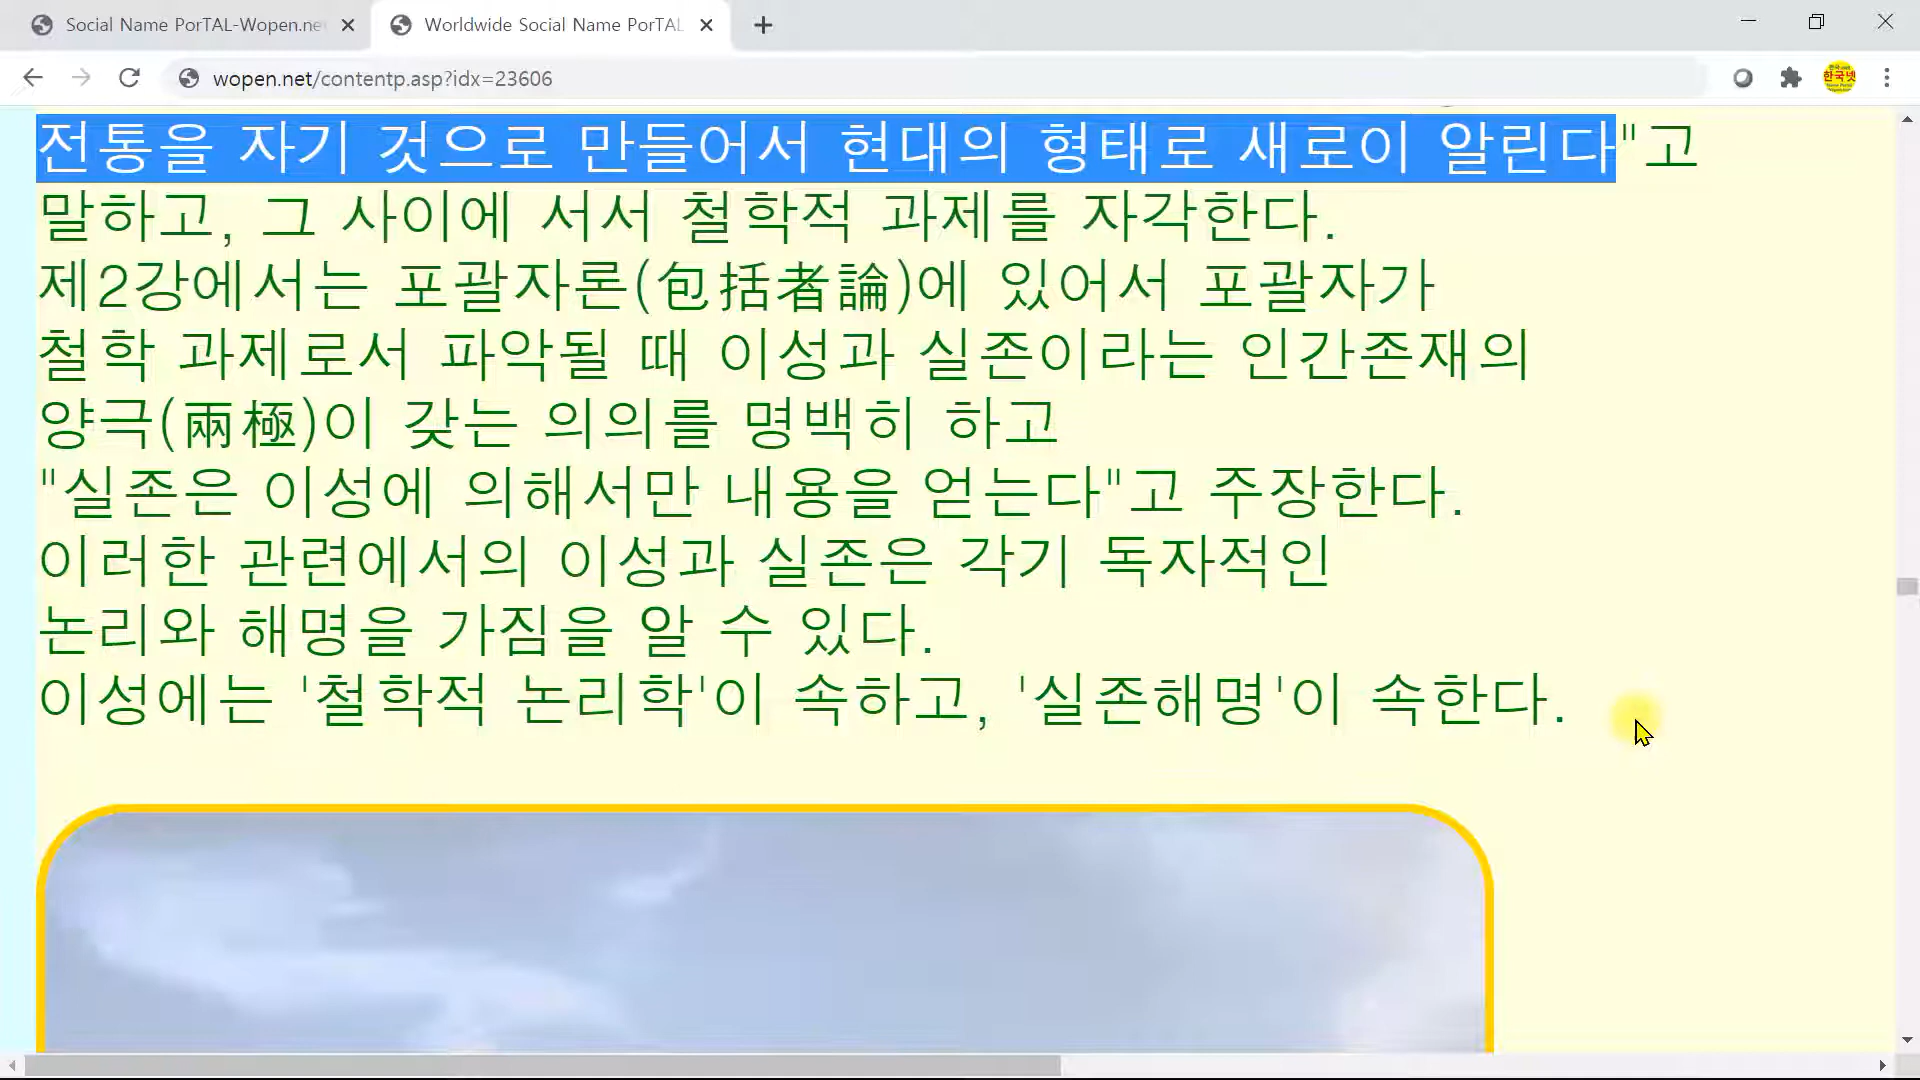 Social Name PorTAL-Wopen.ne
Worldwide Social Name PorTAL
wopen.net/contentp.asp?idx=23606
한국넷
전통을 자기 것으로 만들어서 현대의 형태로 새로이 알린다"고
말하고, 그 사이에 서서 철학적 과제를 자각한다.
제2강에서는 포괄자론(包括者論)에 있어서 포괄자가
철학 과제로서 파악될 때 이성과 실존이라는 인간존재의
양극(兩極)이 갖는 의의를 명백히 하고
"실존은 이성에 의해서만 내용을 얻는다"고 주장한다.
이러한 관련에서의 이성과 실존은 각기 독자적인
논리와 해명을 가짐을 알 수 있다.
이성에는 '철학적 논리학'이 속하고, '실존해명'이 속한다.